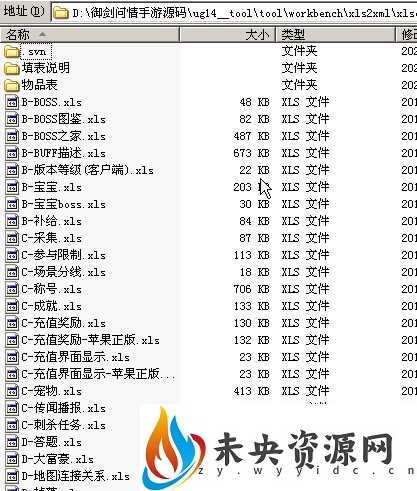 地址(D) D:\御剑问情手游源码\ug14__tool\tool\workbench\xls2xml\xls
名称 大小 类型 修
.svn 文件夹 202
填表说明 文件夹 202
物品表 文件夹 202
B-BOSS.xls 48 KB XLS 文件 201
B-BOSS图鉴.xls 82 KB XLS 文件 201
B-BOSS之家.xls 487 KB XLS 文件 201
B-BUFF描述.xls 673 KB XLS 文件 201
B-版本等级(客户端).xls 22 KB XLS 文件 201
B-宝宝.xls 203 KB XLS 文件 201
B-宝宝boss.xls 30 KB XLS 文件 201
B-补给.xls 84 KB XLS 文件 201
C-采集.xls 87 KB XLS 文件 201
C-参与限制.xls 113 KB XLS 文件 201
C-场景分线.xls 18 KB XLS 文件 201
C-称号.xls 706 KB XLS 文件 201
C-成就.xls 133 KB XLS 文件 201
C-充值奖励.xls 130 KB XLS 文件 201
C-充值奖励-苹果正版.xls 132 KB XLS 文件 201
C-充值界面显示.xls 23 KB XLS 文件 201
C-充值界面显示-苹果正版... 23 KB XLS 文件 201
C-宠物.xls 413 KB XLS 文件 201
C-传闻播报.xls
C-刺杀任务.xls
D-答题.xls
D-大富豪.xls
D-地图连接关系.xls
未央资源网
zy.wyyidc.cn